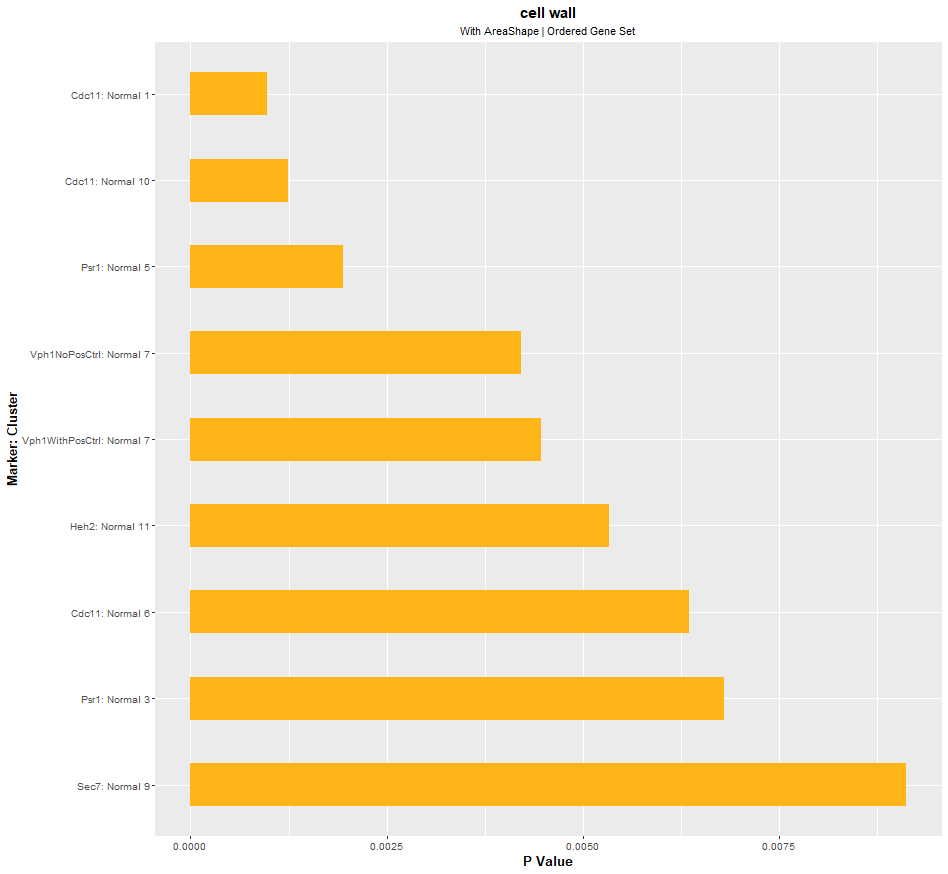 cell wall
With AreaShape | Ordered Gene Set
Cdc11: Normal 1
Cdc11: Normal 10
Psr1: Normal 5
Vph1NoPosCtrl: Normal 7
Vph1WithPosCtrl: Normal 7
Heh2: Normal 11
Cdc11: Normal 6
Psr1: Normal 3
Sec7: Normal 9
Marker: Cluster
0.0000 0.0025 0.0050 0.0075
P Value